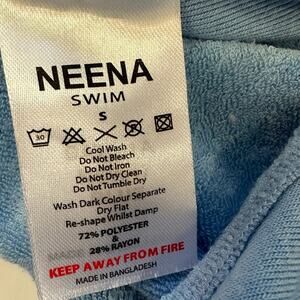 NEENA
SWIM
S
30
Cool Wash
Do Not Bleach
Do Not Iron
Do Not Dry Clean
Do Not Tumble Dry
Wash Dark Colour Separate
Dry Flat
Re-shape Whilst Damp
72% POLYESTER
&
28% RAYON
KEEP AWAY FROM FIRE
MADE IN BANGLADESH